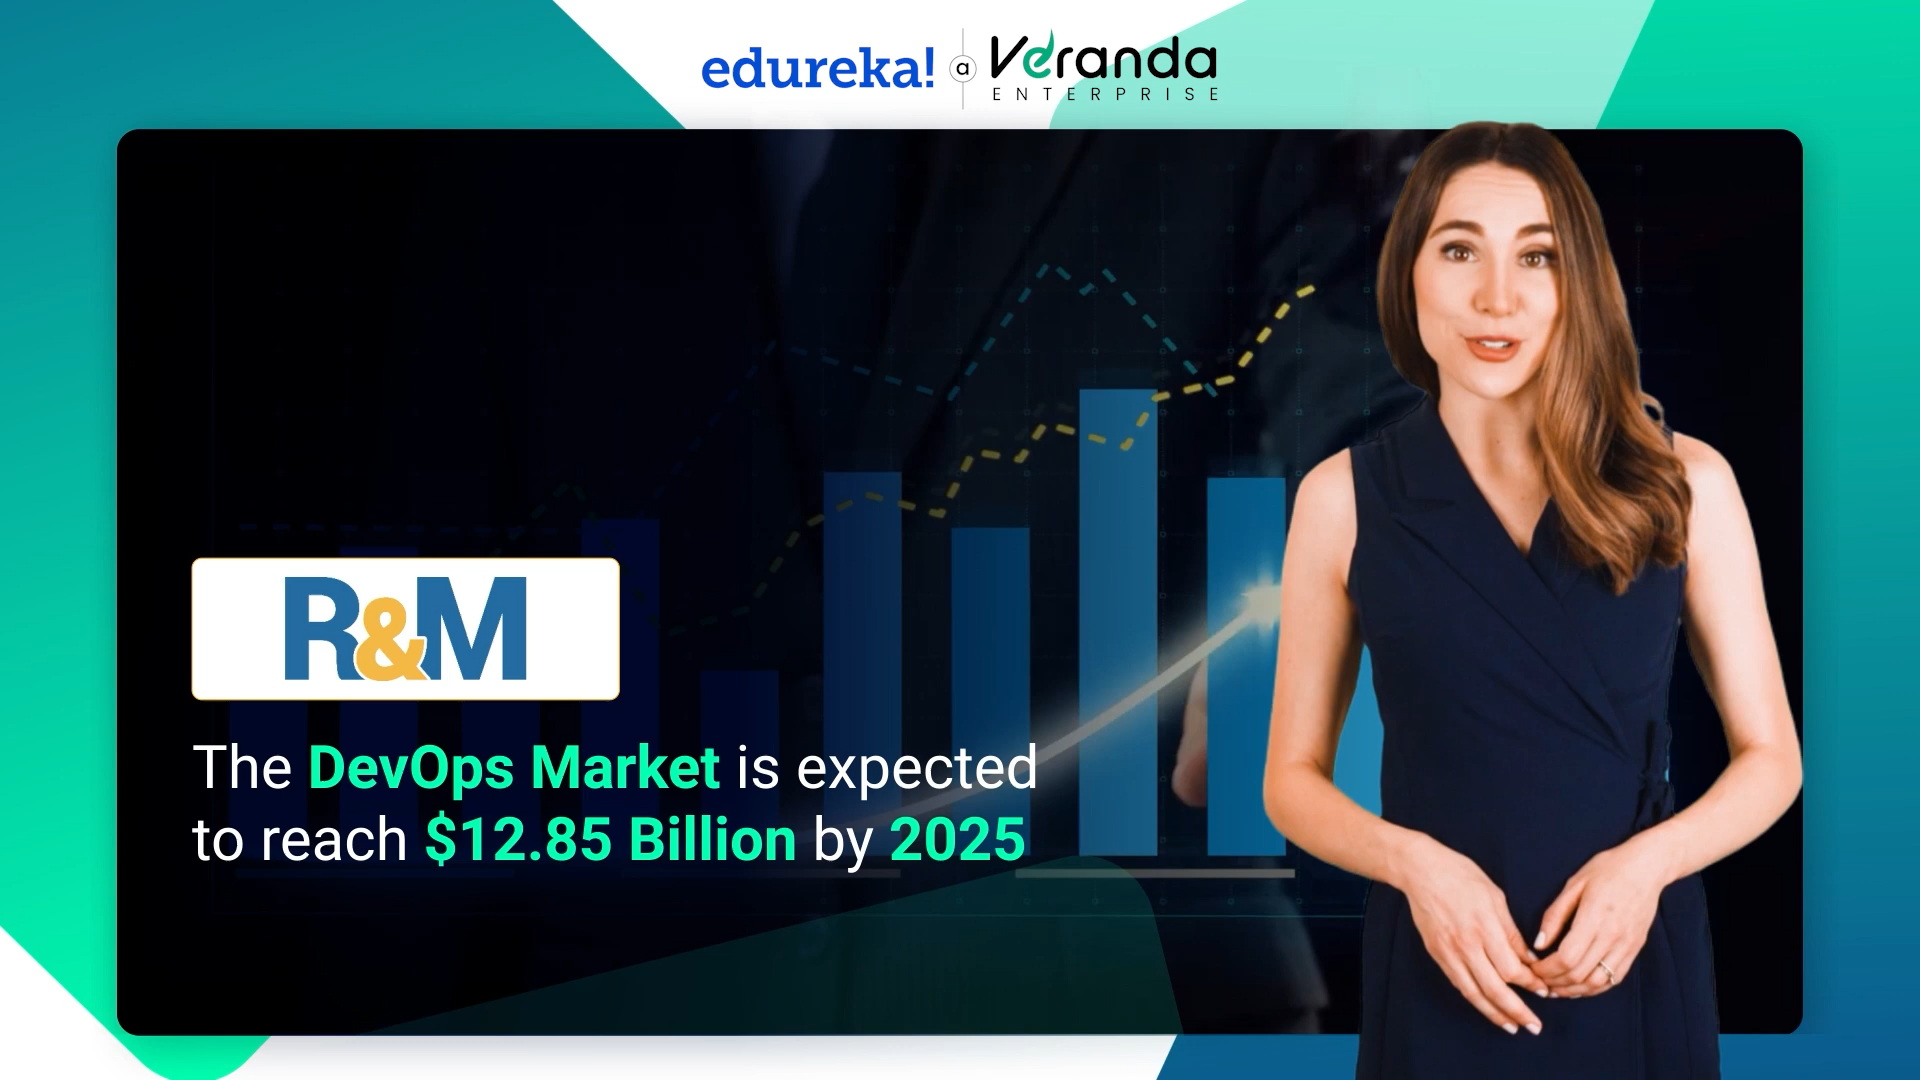 edureka! a Veranda
ENTERPRISE
R&M
The DevOps Market is expected
to reach $12.85 Billion by 2025